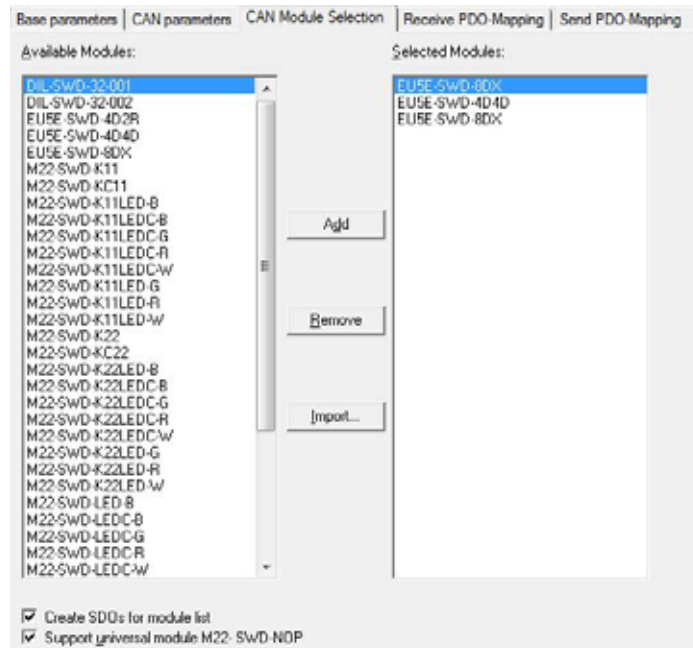 Base parameters CAN parameters CAN Module Selection Receive PDO-Mapping Send PDO-Mapping
Available Modules:
DIL-SWD-32-001
DIL-SWD-32-002
EU5E-SWD-4D2R
EU5E-SWD-4D4D
EU5E-SWD-8DX
M22-SWD-K11
M22-SWD-KC11
M22-SWD-K11LED-B
M22-SWD-K11LEDC-B
M22-SWD-K11LEDC-G
M22-SWD-K11LEDC-R
M22-SWD-K11LEDC-W
M22-SWD-K11LED-G
M22-SWD-K11LED-R
M22-SWD-K11LED-W
M22-SWD-K22
M22-SWD-KC22
M22-SWD-K22LED-B
M22-SWD-K22LEDC-B
M22-SWD-K22LEDC-G
M22-SWD-K22LEDC-R
M22-SWD-K22LEDC-W
M22-SWD-K22LED-G
M22-SWD-K22LED-R
M22-SWD-K22LED-W
M22-SWD-LED-B
M22-SWD-LEDC-B
M22-SWD-LEDC-G
M22-SWD-LEDC-R
M22-SWD-LEDC-W
Add
Remove
Import...
Selected Modules:
EU5E-SWD-8DX
EU5E-SWD-4D4D
EU5E-SWD-8DX
Create SDOs for module list
Support universal module M22- SWD-NOP